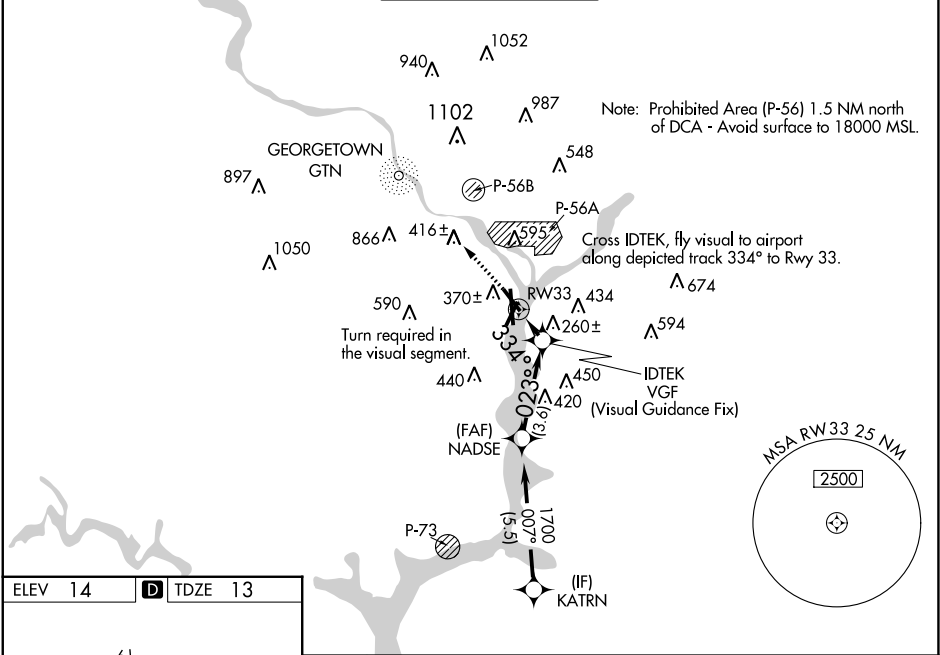 1052
940
987
1102
Note: Prohibited Area (P-56) 1.5 NM north
of DCA - Avoid surface to 18000 MSL.
GEORGETOWN
GTN
548
897
P-56B
P-56A
866
416±
595
Cross IDTEK, fly visual to airport
along depicted track 334° to Rwy 33.
1050
674
370±
RW33
434
590
260±
594
Turn required in
the visual segment.
334°
440
450
IDTEK
VGF
(Visual Guidance Fix)
420
023°
(3.6)
(FAF)
NADSE
MSA RW33 25 NM
2500
1700
007°
(5.5)
P-73
(IF)
KATRN
ELEV 14 D TDZE 13